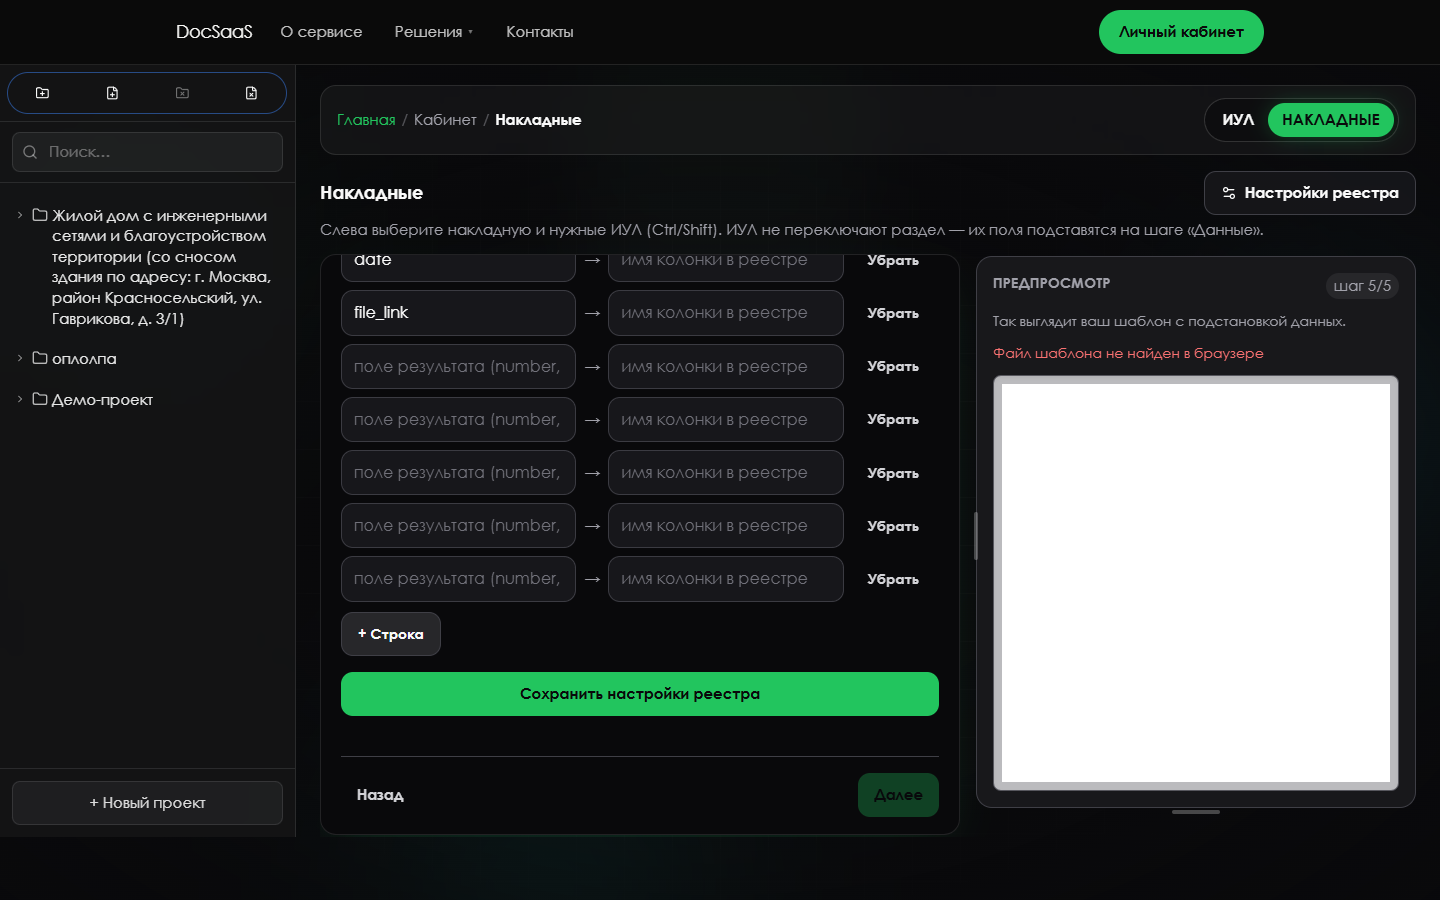 DocSaaS
О сервисе
Решения
Контакты
Личный кабинет
Поиск...
Жилой дом с инженерными
сетями и благоустройством
территории (со сносом
здания по адресу: г. Москва,
район Красносельский, ул.
Гаврикова, д. 3/1)
оплолпа
Демо-проект
+ Новый проект
Главная / Кабинет / Накладные
ИУЛ
НАКЛАДНЫЕ
Накладные
Настройки реестра
Слева выберите накладную и нужные ИУЛ (Ctrl/Shift). ИУЛ не переключают раздел — их поля подставятся на шаге «Данные».
date → имя колонки в реестре Убрать
file_link → имя колонки в реестре Убрать
поле результата (number, → имя колонки в реестре Убрать
поле результата (number, → имя колонки в реестре Убрать
поле результата (number, → имя колонки в реестре Убрать
поле результата (number, → имя колонки в реестре Убрать
поле результата (number, → имя колонки в реестре Убрать
+ Строка
Сохранить настройки реестра
Назад
Далее
ПРЕДПРОСМОТР
шаг 5/5
Так выглядит ваш шаблон с подстановкой данных.
Файл шаблона не найден в браузере